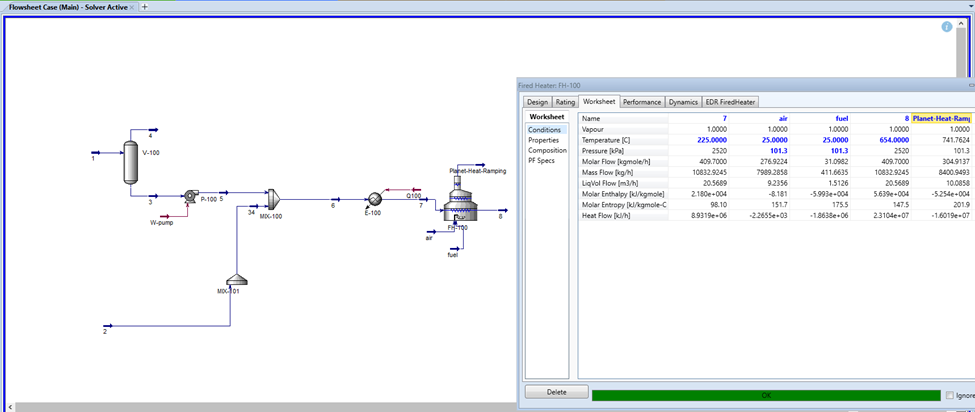 Flowsheet Case (Main) - Solver Active × +
4
1
V-100
3
P-100
5
W-pump
34
MIX-100
6
E-100
Q100
7
Planet-Heat-Ramping
8
FH-100
air
fuel
MIX-101
2
Fired Heater: FH-100
Design Rating Worksheet Performance Dynamics EDR FiredHeater
Worksheet
Conditions
Properties
Composition
PF Specs
Name 7 air fuel 8 Planet-Heat-Ramp
Vapour 1.0000 1.0000 1.0000 1.0000 1.0000
Temperature [C] 225.0000 25.0000 25.0000 654.0000 741.7624
Pressure [kPa] 2520 101.3 101.3 2520 101.3
Molar Flow [kgmole/h] 409.7000 276.9224 31.0982 409.7000 304.9137
Mass Flow [kg/h] 10832.9245 7989.2858 411.6635 10832.9245 8400.9493
LiqVol Flow [m3/h] 20.5689 9.2356 1.5126 20.5689 10.0858
Molar Enthalpy [kJ/kgmole] 2.180e+004 -8.181 -5.993e+004 5.639e+004 -5.254e+004
Molar Entropy [kJ/kgmole-C] 98.10 151.7 175.5 147.5 201.9
Heat Flow [kJ/h] 8.9319e+06 -2.2655e+03 -1.8638e+06 2.3104e+07 -1.6019e+07
Delete
OK
Ignore